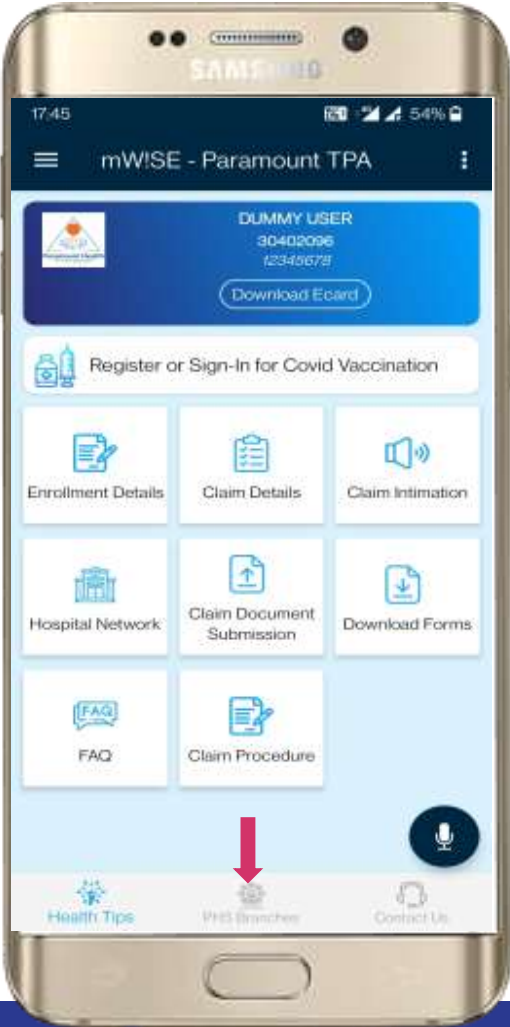 SAMSUNG
17:45
54%
mW!SE - Paramount TPA
DUMMY USER
30402096
12345678
Download Ecard
Register or Sign-In for Covid Vaccination
Enrollment Details
Claim Details
Claim Intimation
Hospital Network
Claim Document
Submission
Download Forms
FAQ
FAQ
Claim Procedure
Health Tips
PHS Branches
Contact Us